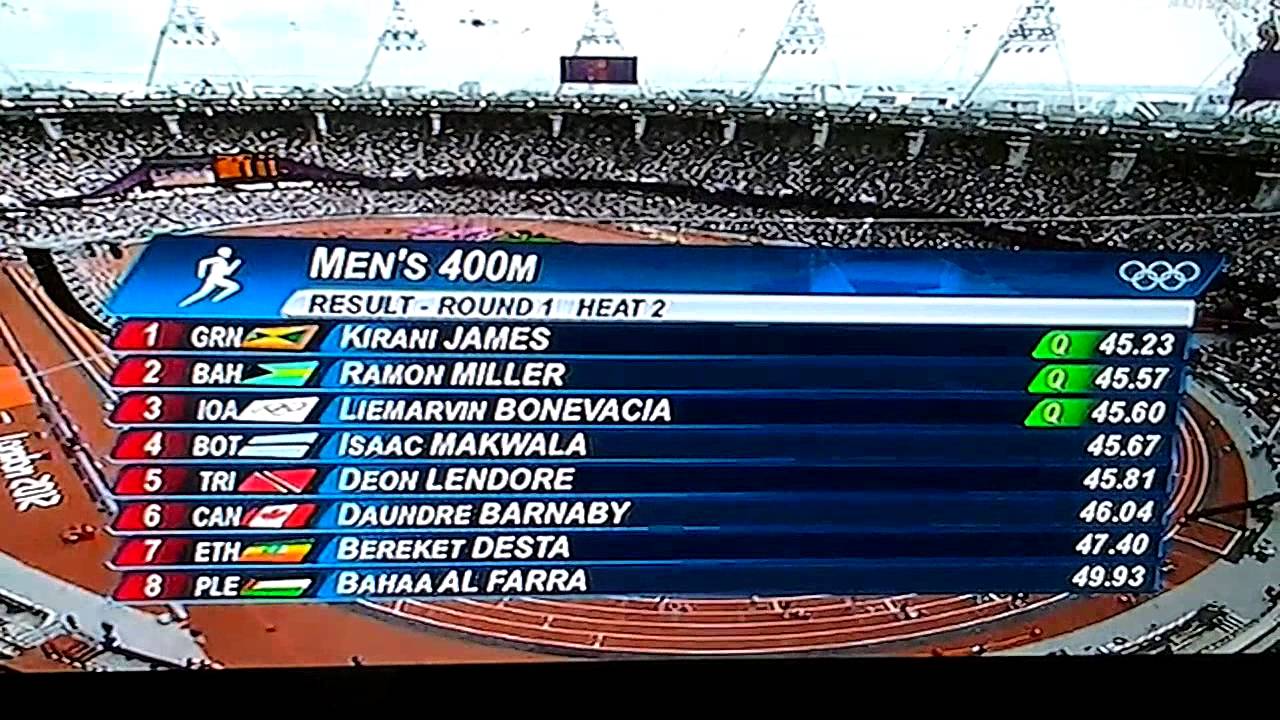 MEN'S 400M
RESULT - ROUND 1 HEAT 2
1 GRN KIRANI JAMES Q 45.23
2 BAH RAMON MILLER Q 45.57
3 IOA LIEMARVIN BONEVACIA Q 45.60
4 BOT ISAAC MAKWALA 45.67
5 TRI DEON LENDORE 45.81
6 CAN DAUNDRE BARNABY 46.04
7 ETH BEREKET DESTA 47.40
8 PLE BAHAA AL FARRA 49.93
London 2012